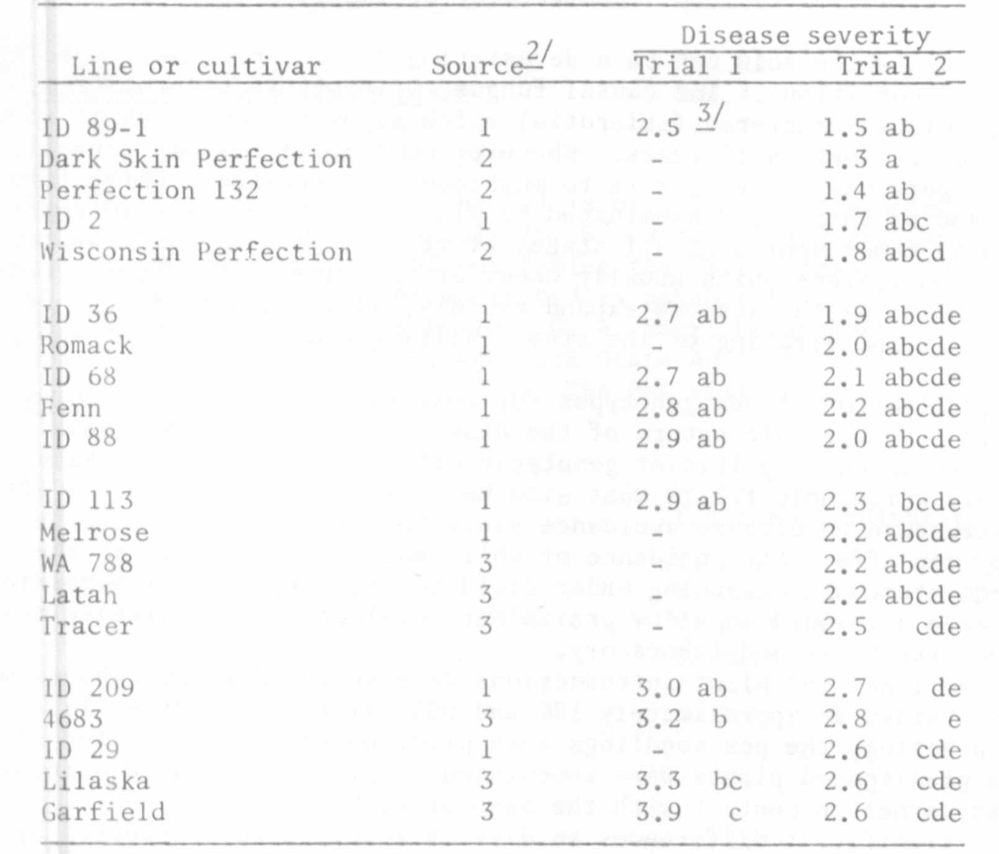 Disease severity
Line or cultivar Source 2/ Trial 1 Trial 2
ID 89-1 1 2.5 3/ 1.5 ab
Dark Skin Perfection 2 - 1.3 a
Perfection 132 2 - 1.4 ab
ID 2 1 - 1.7 abc
Wisconsin Perfection 2 - 1.8 abcd
ID 36 1 2.7 ab 1.9 abcde
Romack 1 - 2.0 abcde
ID 68 1 2.7 ab 2.1 abcde
Fenn 1 2.8 ab 2.2 abcde
ID 88 1 2.9 ab 2.0 abcde
ID 113 1 2.9 ab 2.3 bcde
Melrose 1 - 2.2 abcde
WA 788 3 - 2.2 abcde
Latah 3 - 2.2 abcde
Tracer 3 - 2.5 cde
ID 209 1 3.0 ab 2.7 de
4683 3 3.2 b 2.8 e
ID 29 1 - 2.6 cde
Lilaska 3 3.3 bc 2.6 cde
Garfield 3 3.9 c 2.6 cde